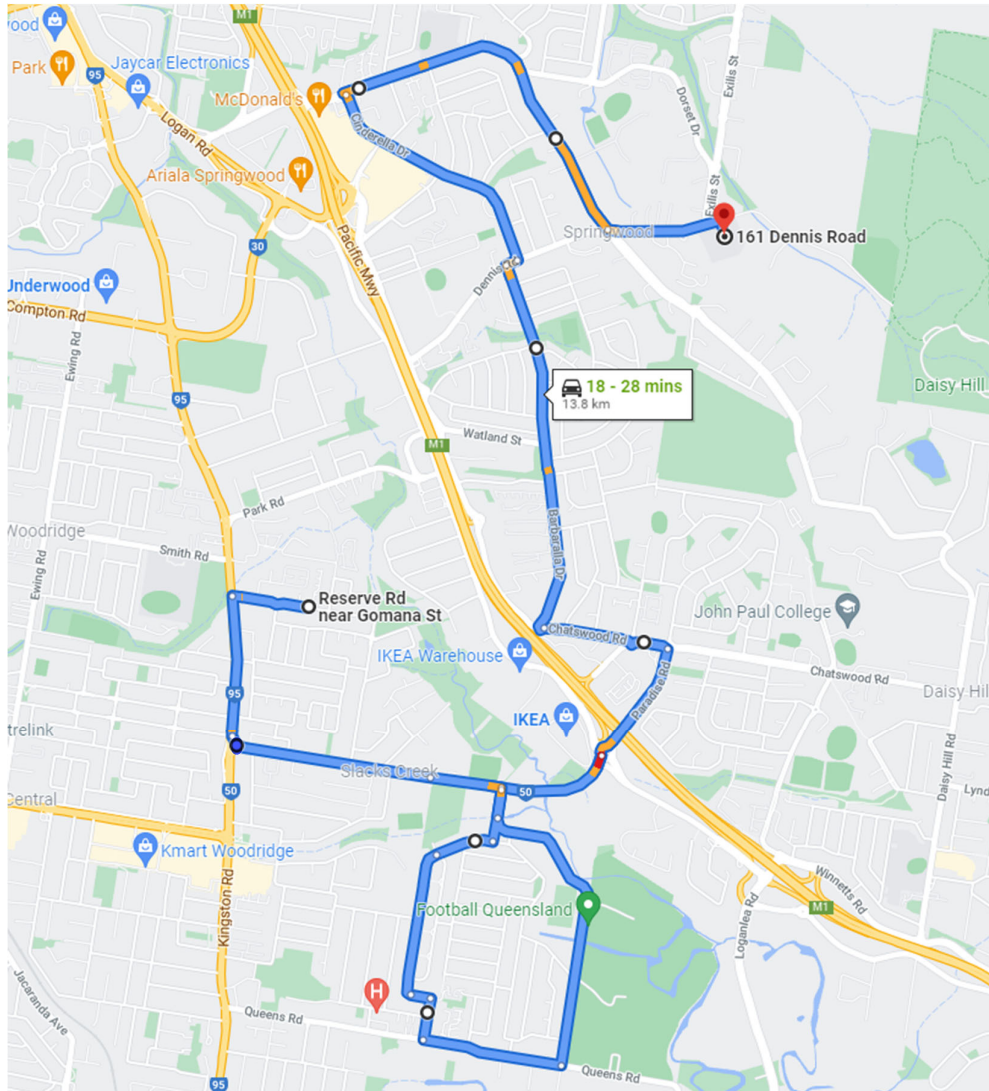 ood
M1
Park
95
Jaycar Electronics
McDonald's
Cinderella Dr
Exilis St
Dorset Dr
Logan Rd
Ariala Springwood
Exilis St
Springwood
161 Dennis Road
30
Pacific Mwy
Dennis
Underwood
Compton Rd
Ewing Rd
18 - 28 mins
13.8 km
Daisy Hill
95
M1
Watland St
Park Rd
Barbaralla Dr
Woodridge
Smith Rd
Ewing Rd
Reserve Rd
near Gomana St
John Paul College
Chatswood Rd
IKEA Warehouse
Chatswood Rd
Paradise Rd
Daisy Hil
95
IKEA
trelink
Slacks Creek
50
50
Daisy Hill Rd
Lynd
Central
Kmart Woodridge
Winnetts Rd
Kingston Rd
Football Queensland
M1
Loganlea Rd
H
Jacaranda Ave
Queens Rd
Queens Rd
95